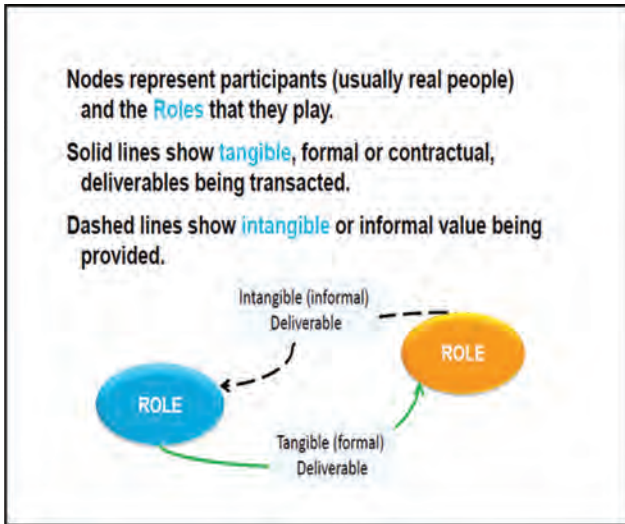 Nodes represent participants (usually real people)
and the Roles that they play.
Solid lines show tangible, formal or contractual,
deliverables being transacted.
Dashed lines show intangible or informal value being
provided.
Intangible (informal)
Deliverable
ROLE
ROLE
Tangible (formal)
Deliverable